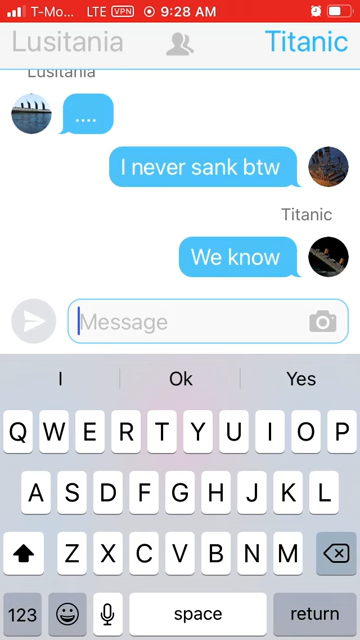 T-Mo... LTE VPN 9:28 AM
Lusitania Titanic
Lusitania
....
I never sank btw
Titanic
We know
Message
I Ok Yes
Q W E R T Y U I O P
A S D F G H J K L
Z X C V B N M
123 space return